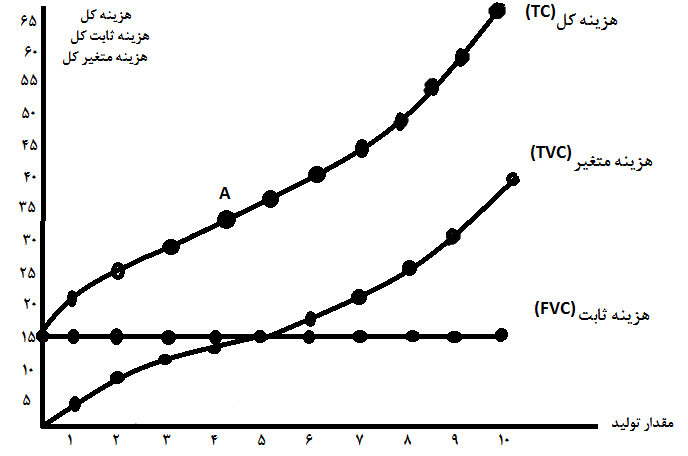 هزینه کل
هزینه ثابت کل
هزینه متغیر کل
۶۵
۶۰
۵۵
۵۰
۴۵
۴۰
۳۵
۳۰
۲۵
۲۰
۱۵
۱۰
۵
هزینه کل (TC)
A
هزینه متغیر (TVC)
هزینه ثابت (FVC)
مقدار تولید
۱ ۲ ۳ ۴ ۵ ۶ ۷ ۸ ۹ ۱۰